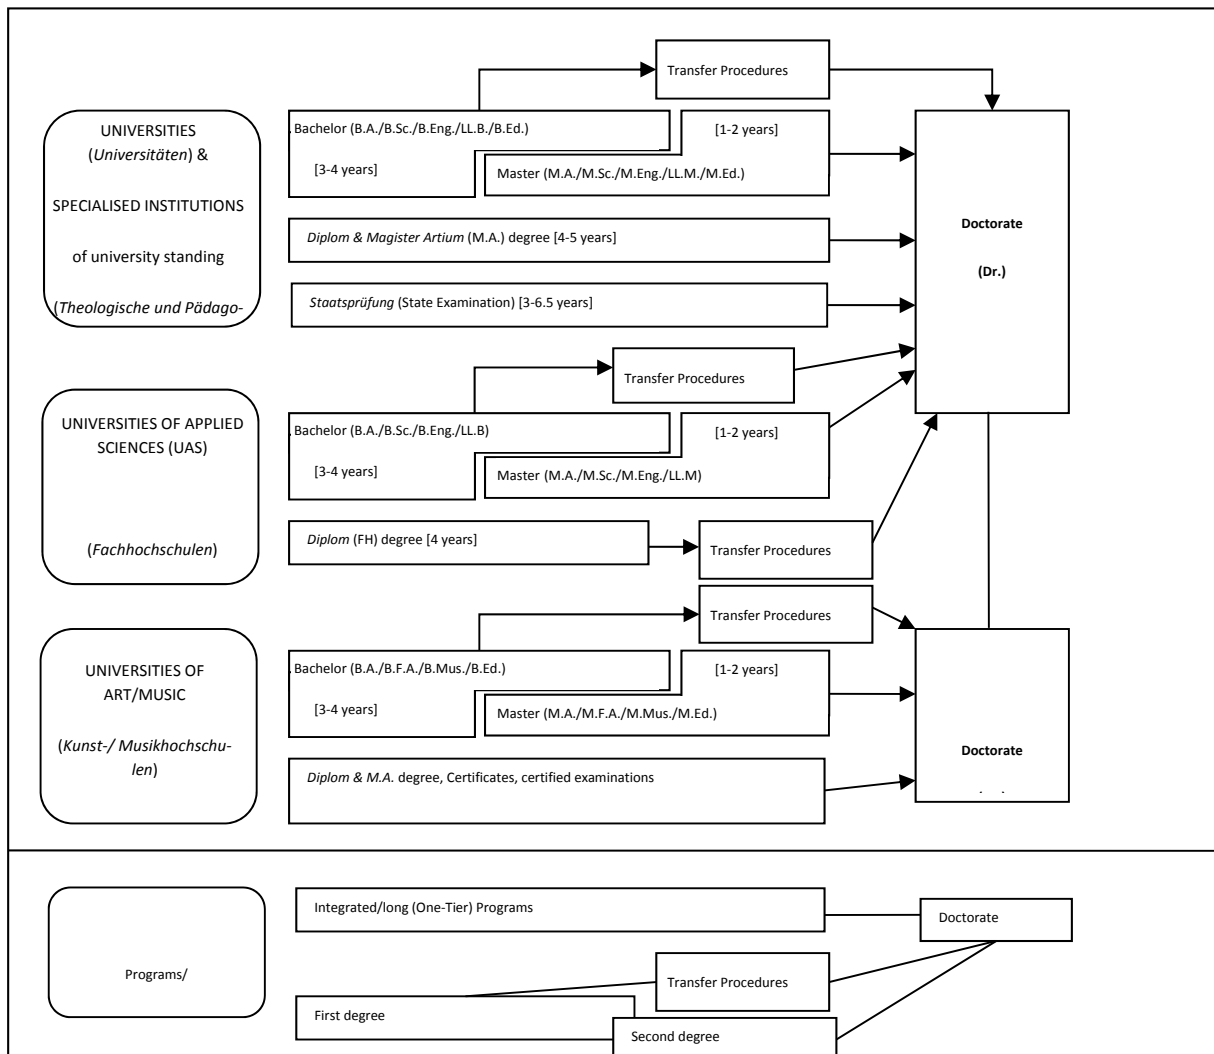 Transfer Procedures
UNIVERSITIES
(Universitäten) &
SPECIALISED INSTITUTIONS
of university standing
(Theologische und Pädago-
. Bachelor (B.A./B.Sc./B.Eng./LL.B./B.Ed.)
[1-2 years]
[3-4 years]
Master (M.A./M.Sc./M.Eng./LL.M./M.Ed.)
Diplom & Magister Artium (M.A.) degree [4-5 years]
Staatsprüfung (State Examination) [3-6.5 years]
Doctorate
(Dr.)
Transfer Procedures
UNIVERSITIES OF APPLIED
SCIENCES (UAS)
(Fachhochschulen)
. Bachelor (B.A./B.Sc./B.Eng./LL.B)
[1-2 years]
[3-4 years]
Master (M.A./M.Sc./M.Eng./LL.M)
Diplom (FH) degree [4 years]
Transfer Procedures
Transfer Procedures
UNIVERSITIES OF
ART/MUSIC
(Kunst-/ Musikhochschu-
len)
. Bachelor (B.A./B.F.A./B.Mus./B.Ed.)
[1-2 years]
[3-4 years]
Master (M.A./M.F.A./M.Mus./M.Ed.)
Diplom & M.A. degree, Certificates, certified examinations
Doctorate
Programs/
Integrated/long (One-Tier) Programs
Doctorate
Transfer Procedures
First degree
Second degree